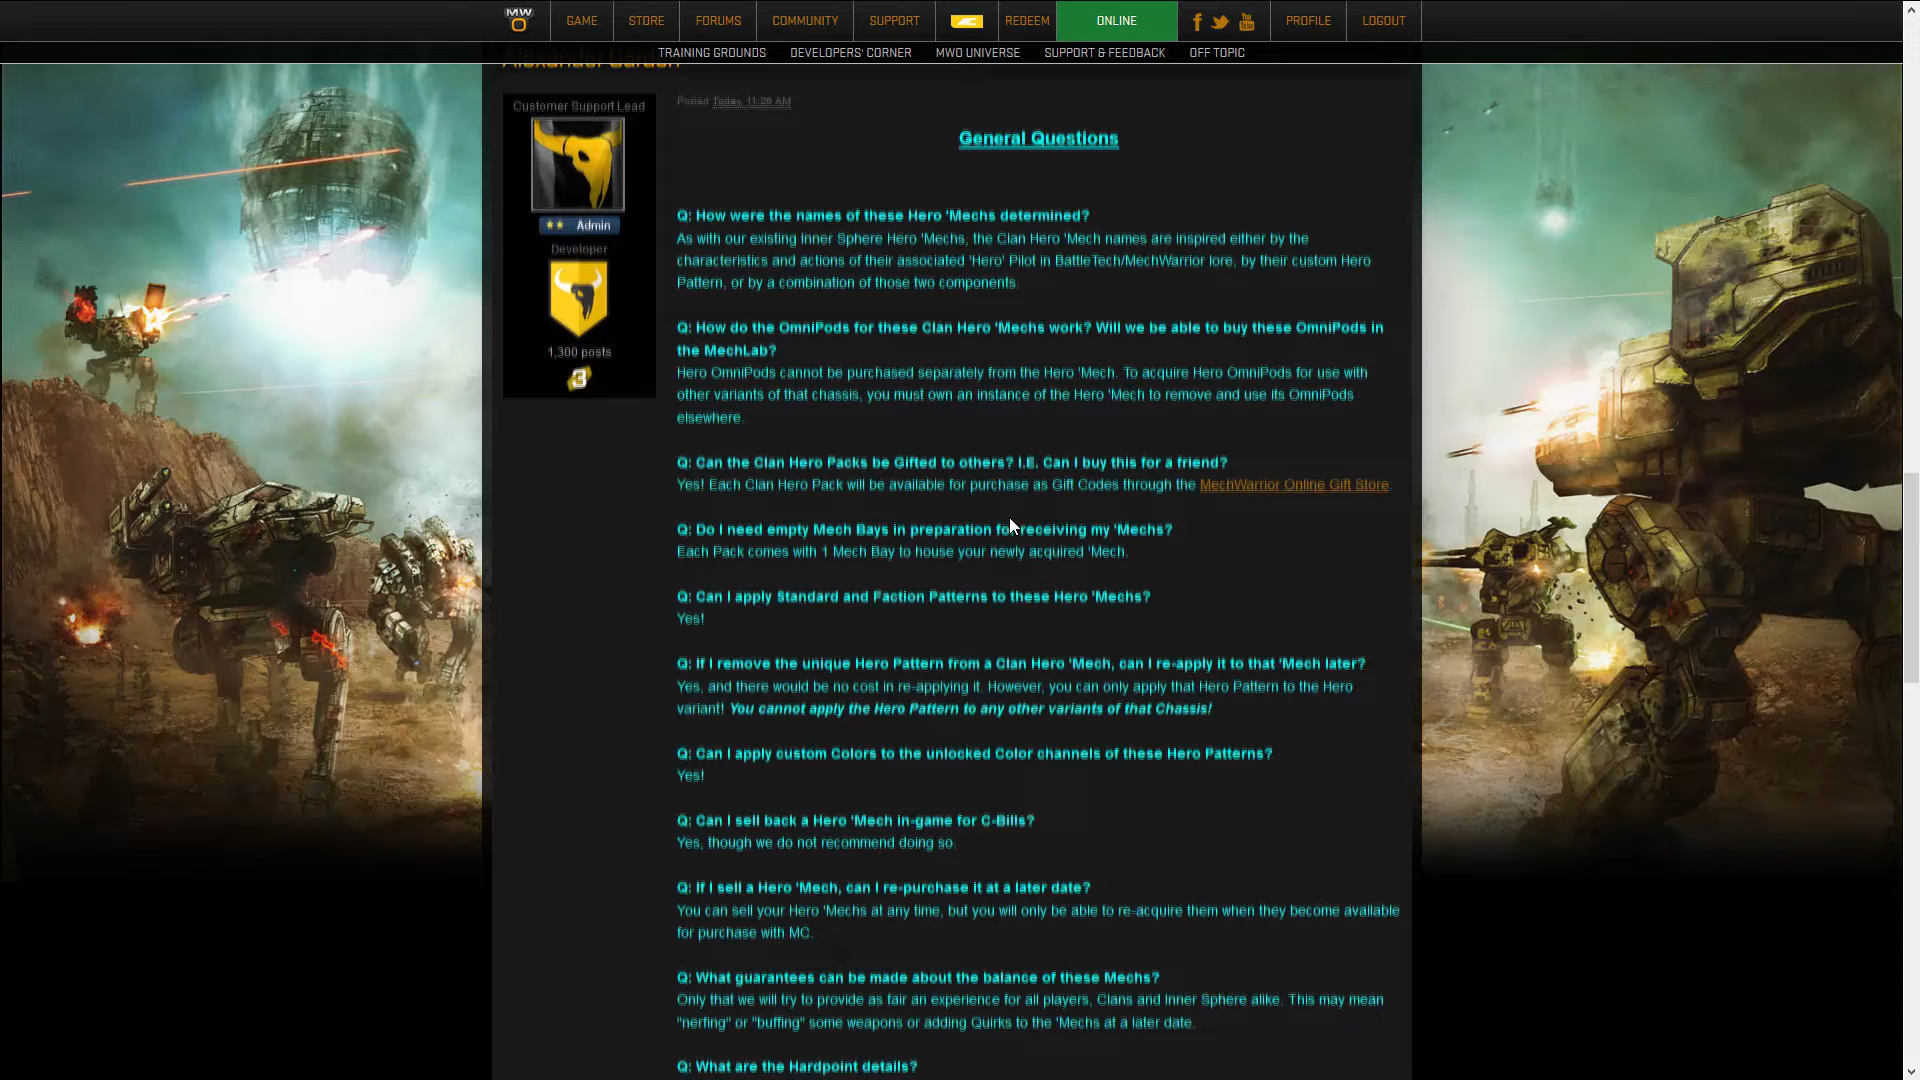 MW
GAME STORE FORUMS COMMUNITY SUPPORT REDEEM ONLINE You Tube PROFILE LOGOUT
TRAINING GROUNDS DEVELOPERS' CORNER MWO UNIVERSE SUPPORT & FEEDBACK OFF TOPIC
Customer Support Lead
Admin
Developer
1,300 posts
3
Posted Today, 11:26 AM
General Questions
Q: How were the names of these Hero 'Mechs determined?
As with our existing Inner Sphere Hero 'Mechs, the Clan Hero 'Mech names are inspired either by the
characteristics and actions of their associated 'Hero' Pilot in BattleTech/MechWarrior lore, by their custom Hero
Pattern, or by a combination of those two components.
Q: How do the OmniPods for these Clan Hero 'Mechs work? Will we be able to buy these OmniPods in
the MechLab?
Hero OmniPods cannot be purchased separately from the Hero 'Mech. To acquire Hero OmniPods for use with
other variants of that chassis, you must own an instance of the Hero 'Mech to remove and use its OmniPods
elsewhere.
Q: Can the Clan Hero Packs be Gifted to others? I.E. Can I buy this for a friend?
Yes! Each Clan Hero Pack will be available for purchase as Gift Codes through the MechWarrior Online Gift Store.
Q: Do I need empty Mech Bays in preparation for receiving my 'Mechs?
Each Pack comes with 1 Mech Bay to house your newly acquired 'Mech.
Q: Can I apply Standard and Faction Patterns to these Hero 'Mechs?
Yes!
Q: If I remove the unique Hero Pattern from a Clan Hero 'Mech, can I re-apply it to that 'Mech later?
Yes, and there would be no cost in re-applying it. However, you can only apply that Hero Pattern to the Hero
variant! You cannot apply the Hero Pattern to any other variants of that Chassis!
Q: Can I apply custom Colors to the unlocked Color channels of these Hero Patterns?
Yes!
Q: Can I sell back a Hero 'Mech in-game for C-Bills?
Yes, though we do not recommend doing so.
Q: If I sell a Hero 'Mech, can I re-purchase it at a later date?
You can sell your Hero 'Mechs at any time, but you will only be able to re-acquire them when they become available
for purchase with MC.
Q: What guarantees can be made about the balance of these Mechs?
Only that we will try to provide as fair an experience for all players, Clans and Inner Sphere alike. This may mean
"nerfing" or "buffing" some weapons or adding Quirks to the 'Mechs at a later date.
Q: What are the Hardpoint details?